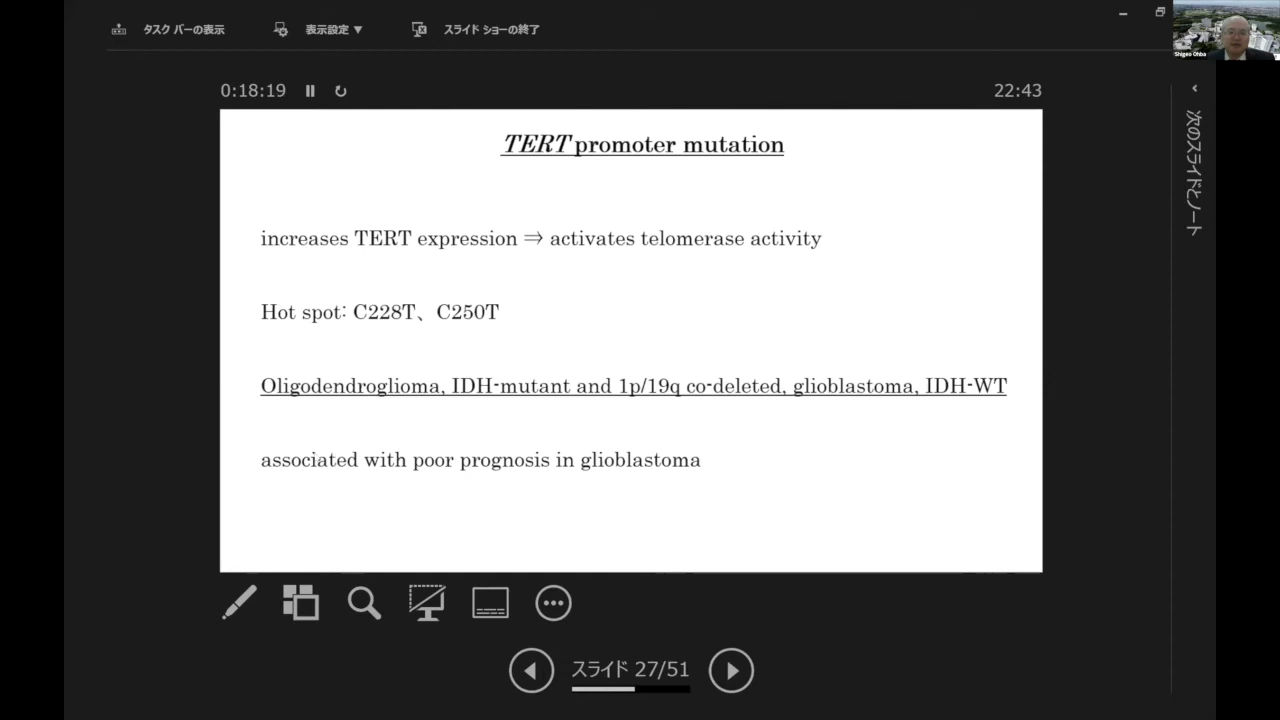 タスク バーの表示
表示設定 ▼
スライド ショーの終了
Shigeo Ohba
0:18:19
22:43
TERT promoter mutation
increases TERT expression ⇒ activates telomerase activity
Hot spot: C228T、C250T
Oligodendroglioma, IDH-mutant and 1p/19q co-deleted, glioblastoma, IDH-WT
associated with poor prognosis in glioblastoma
次のスライドとノート
スライド 27/51